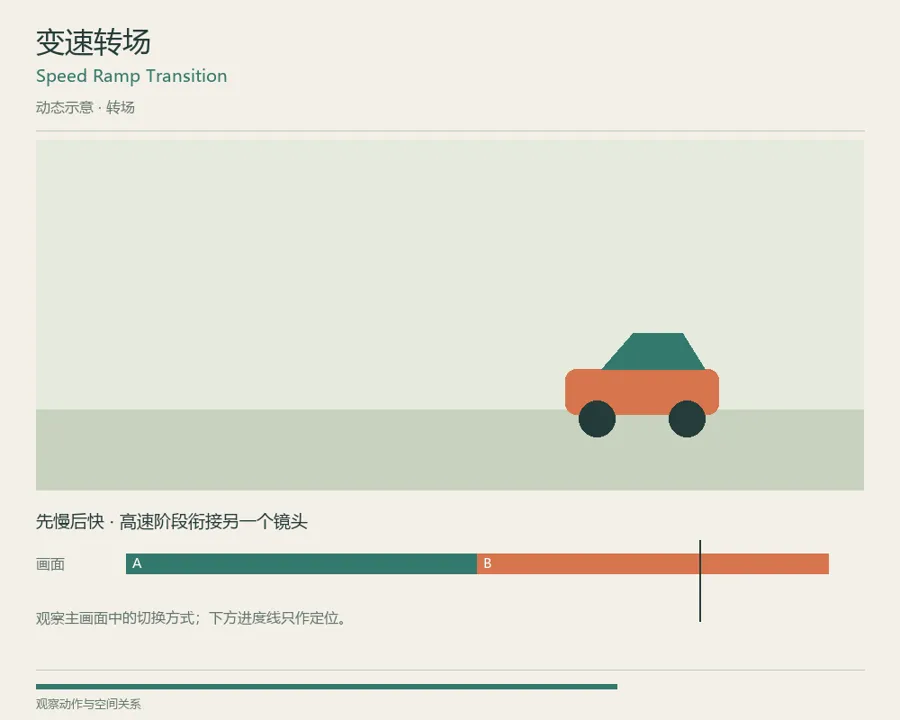 变速转场
Speed Ramp Transition
动态示意 · 转场
先慢后快 · 高速阶段衔接另一个镜头
画面 A B
观察主画面中的切换方式；下方进度线只作定位。
观察动作与空间关系